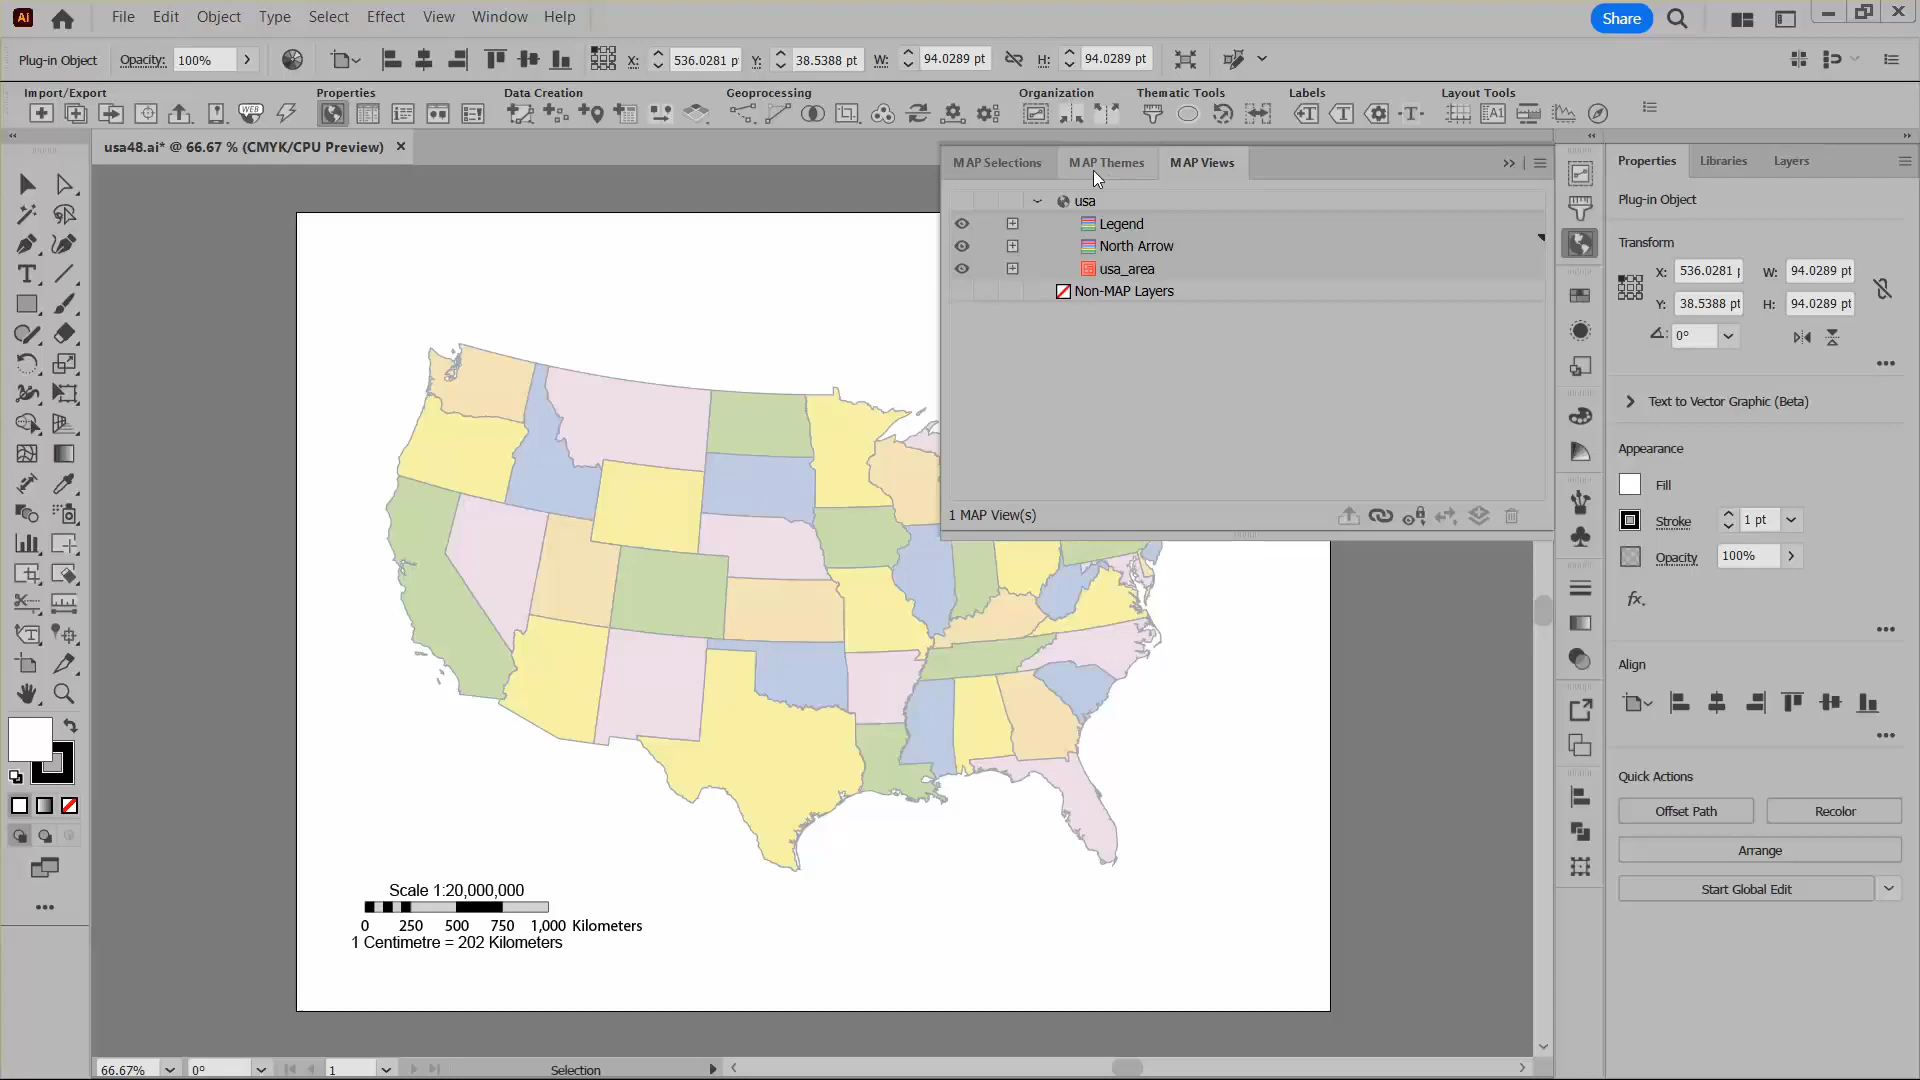 Ai File Edit Object Type Select Effect View Window Help Share
Plug-in Object Opacity: 100% X: 536.0281 p Y: 38.5388 pt W: 94.0289 pt H: 94.0289 pt
Import/Export Properties Data Creation Geoprocessing Organization Thematic Tools Labels Layout Tools
WEB
usa48.ai* @ 66.67 % (CMYK/CPU Preview)
MAP Selections MAP Themes MAP Views
usa
Legend
North Arrow
usa_area
Non-MAP Layers
1 MAP View(s)
Scale 1:20,000,000
0 250 500 750 1,000 Kilometers
1 Centimetre = 202 Kilometers
Properties Libraries Layers
Plug-in Object
Transform
X: 536.0281 p W: 94.0289 pt
Y: 38.5388 pt H: 94.0289 pt
0°
Text to Vector Graphic (Beta)
Appearance
Fill
Stroke 1 pt
Opacity 100%
fx.
Align
Quick Actions
Offset Path Recolor
Arrange
Start Global Edit
66.67% 0° 1 Selection